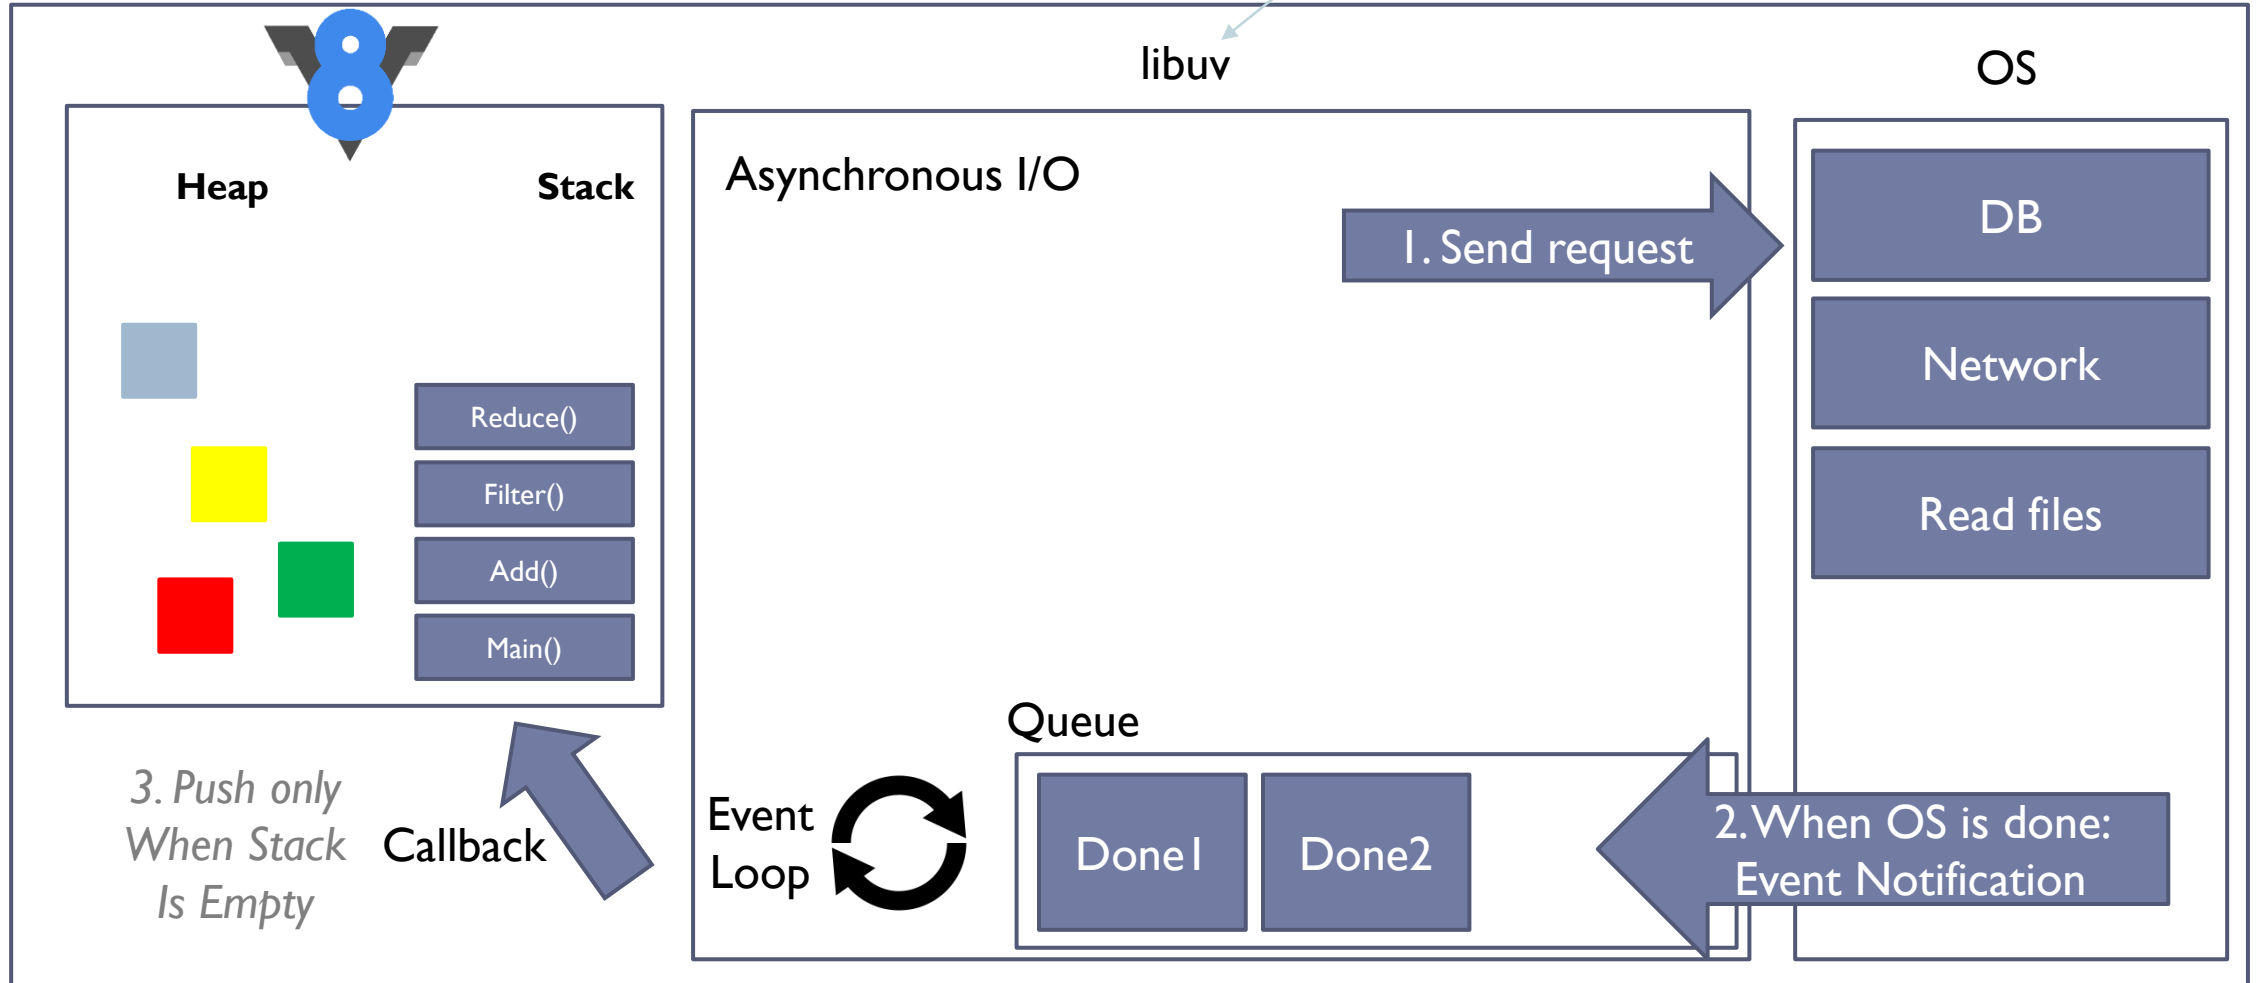 8
libuv
OS
Heap
Stack
Asynchronous I/O
1. Send request
DB
Network
Read files
Reduce()
Filter()
Add()
Main()
Queue
3. Push only
When Stack
Is Empty
Callback
Event
Loop
Done1
Done2
2. When OS is done:
Event Notification